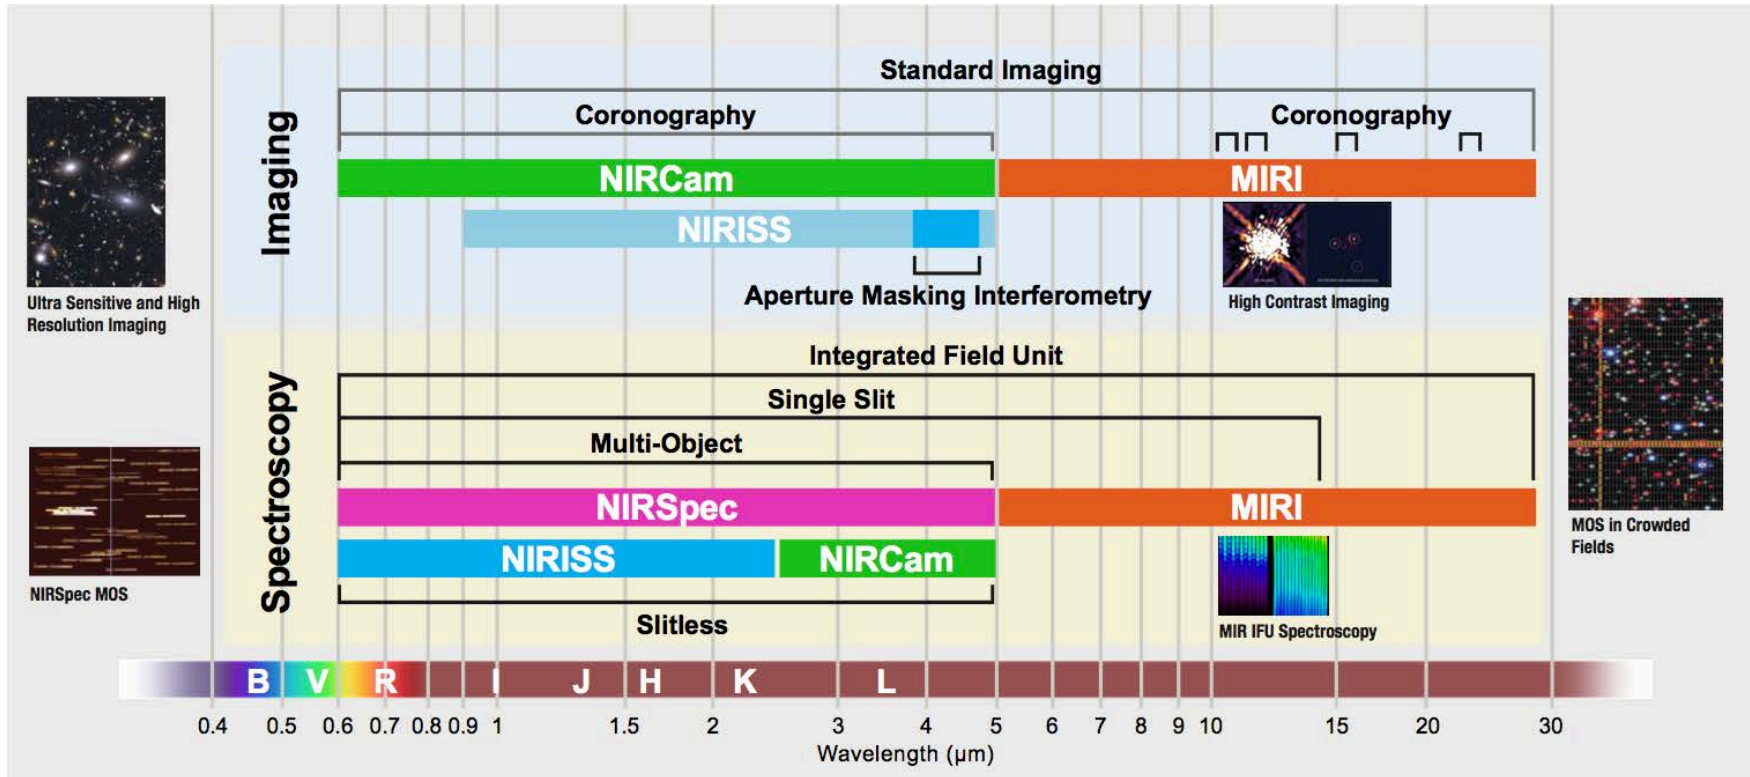 Standard Imaging
Coronography
Coronography
Imaging
NIRCam
MIRI
NIRISS
Aperture Masking Interferometry
High Contrast Imaging
Ultra Sensitive and High
Resolution Imaging
Integrated Field Unit
Single Slit
Multi-Object
Spectroscopy
NIRSpec
MIRI
NIRISS
NIRCam
Slitless
MIR IFU Spectroscopy
NIRSpec MOS
MOS in Crowded
Fields
B V R I J H K L
0.4 0.5 0.6 0.7 0.8 0.9 1 1.5 2 3 4 5 6 7 8 9 10 15 20 30
Wavelength (μm)